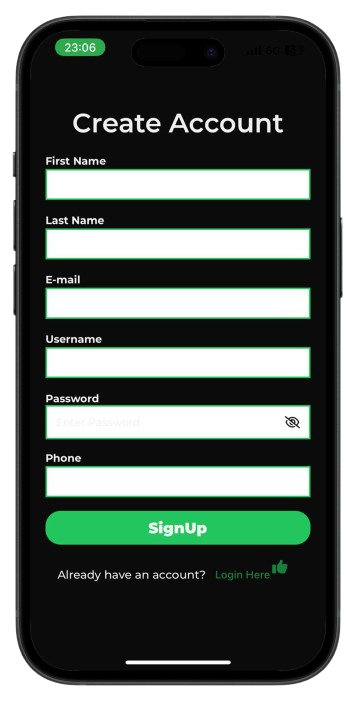 23:06
5G
Create Account
First Name
Last Name
E-mail
Username
Password
Enter Password
Phone
SignUp
Already have an account? Login Here